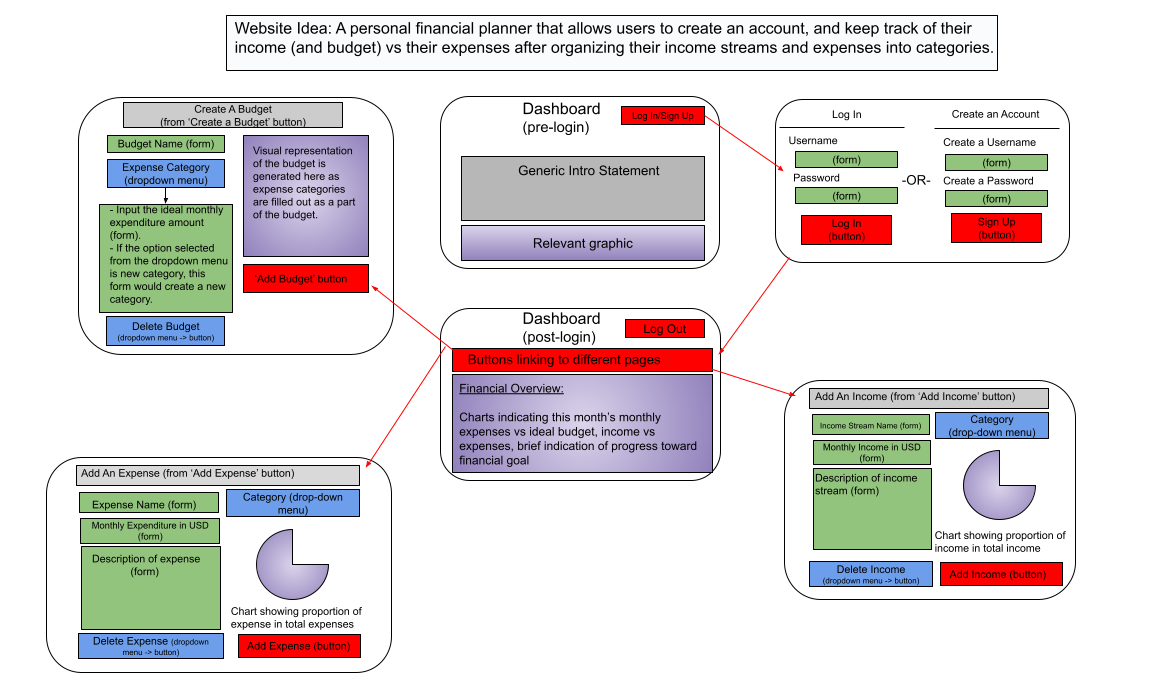 Website Idea: A personal financial planner that allows users to create an account, and keep track of their
income (and budget) vs their expenses after organizing their income streams and expenses into categories.
Create A Budget
(from 'Create a Budget' button)
Budget Name (form)
Expense Category
(dropdown menu)
- Input the ideal monthly
expenditure amount
(form).
- If the option selected
from the dropdown menu
is new category, this
form would create a new
category.
Delete Budget
(dropdown menu -> button)
Visual representation
of the budget is
generated here as
expense categories
are filled out as a part
of the budget.
'Add Budget' button
Dashboard
(pre-login)
Log In/Sign Up
Generic Intro Statement
Relevant graphic
Log In
Username
(form)
Password
(form)
Log In
(button)
-OR-
Create an Account
Create a Username
(form)
Create a Password
(form)
Sign Up
(button)
Dashboard
(post-login)
Log Out
Buttons linking to different pages
Financial Overview:
Charts indicating this month's monthly
expenses vs ideal budget, income vs
expenses, brief indication of progress toward
financial goal
Add An Expense (from 'Add Expense' button)
Expense Name (form)
Monthly Expenditure in USD
(form)
Description of expense
(form)
Delete Expense (dropdown
menu -> button)
Category (drop-down
menu)
Chart showing proportion of
expense in total expenses
Add Expense (button)
Add An Income (from 'Add Income' button)
Income Stream Name (form)
Monthly Income in USD
(form)
Description of income
stream (form)
Delete Income
(dropdown menu -> button)
Category
(drop-down menu)
Chart showing proportion of
income in total income
Add Income (button)